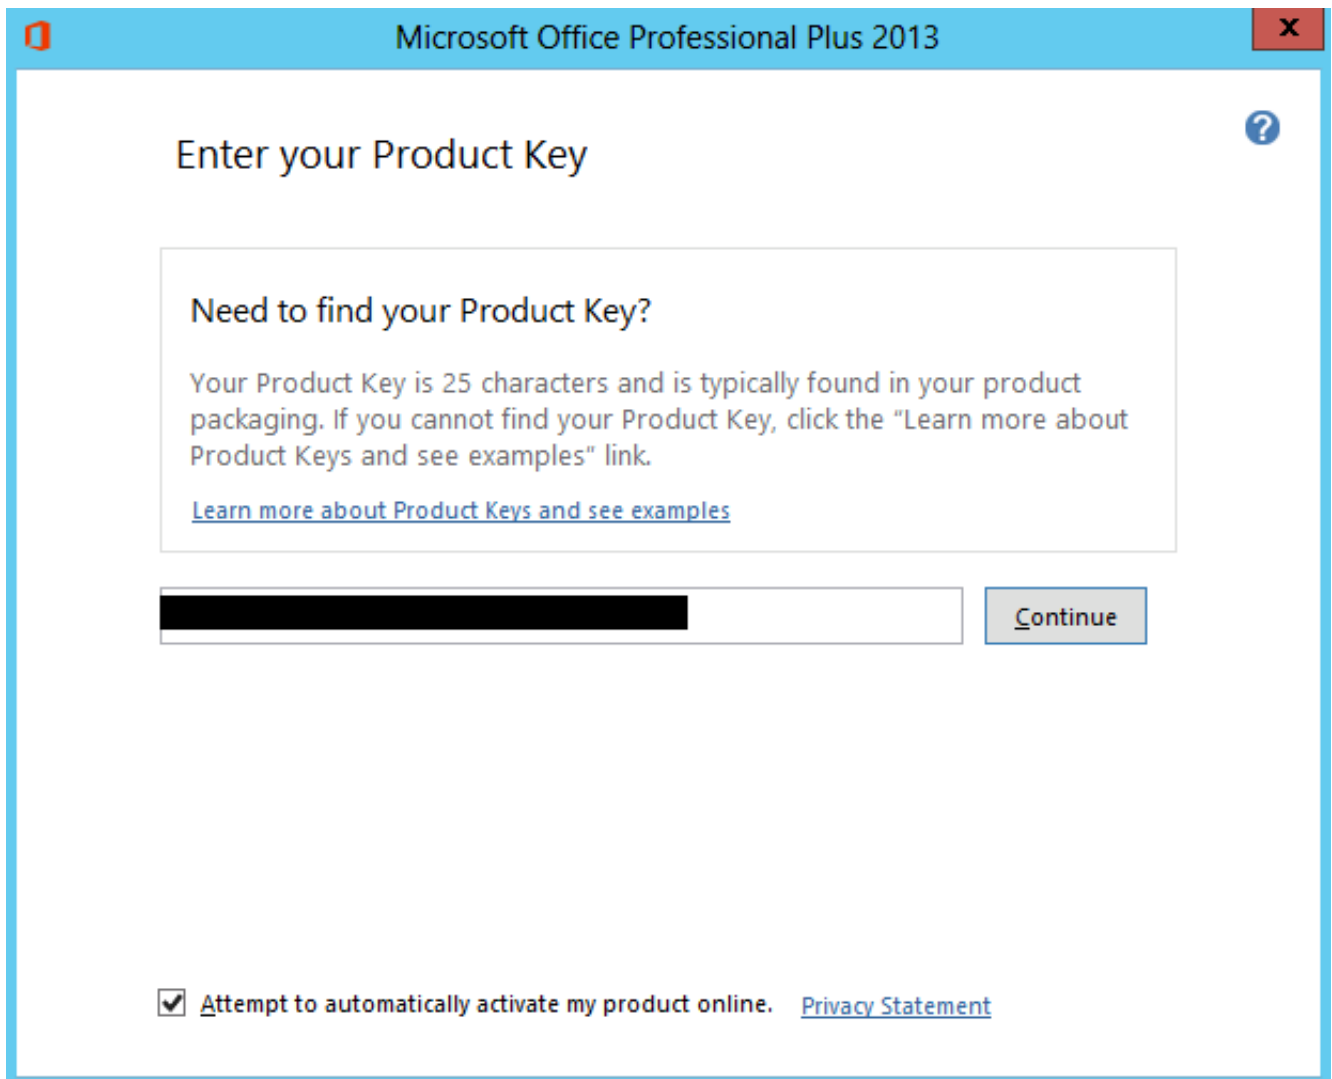 Microsoft Office Professional Plus 2013
x
Enter your Product Key
?
Need to find your Product Key?
Your Product Key is 25 characters and is typically found in your product
packaging. If you cannot find your Product Key, click the “Learn more about
Product Keys and see examples” link.
Learn more about Product Keys and see examples
Continue
Attempt to automatically activate my product online. Privacy Statement